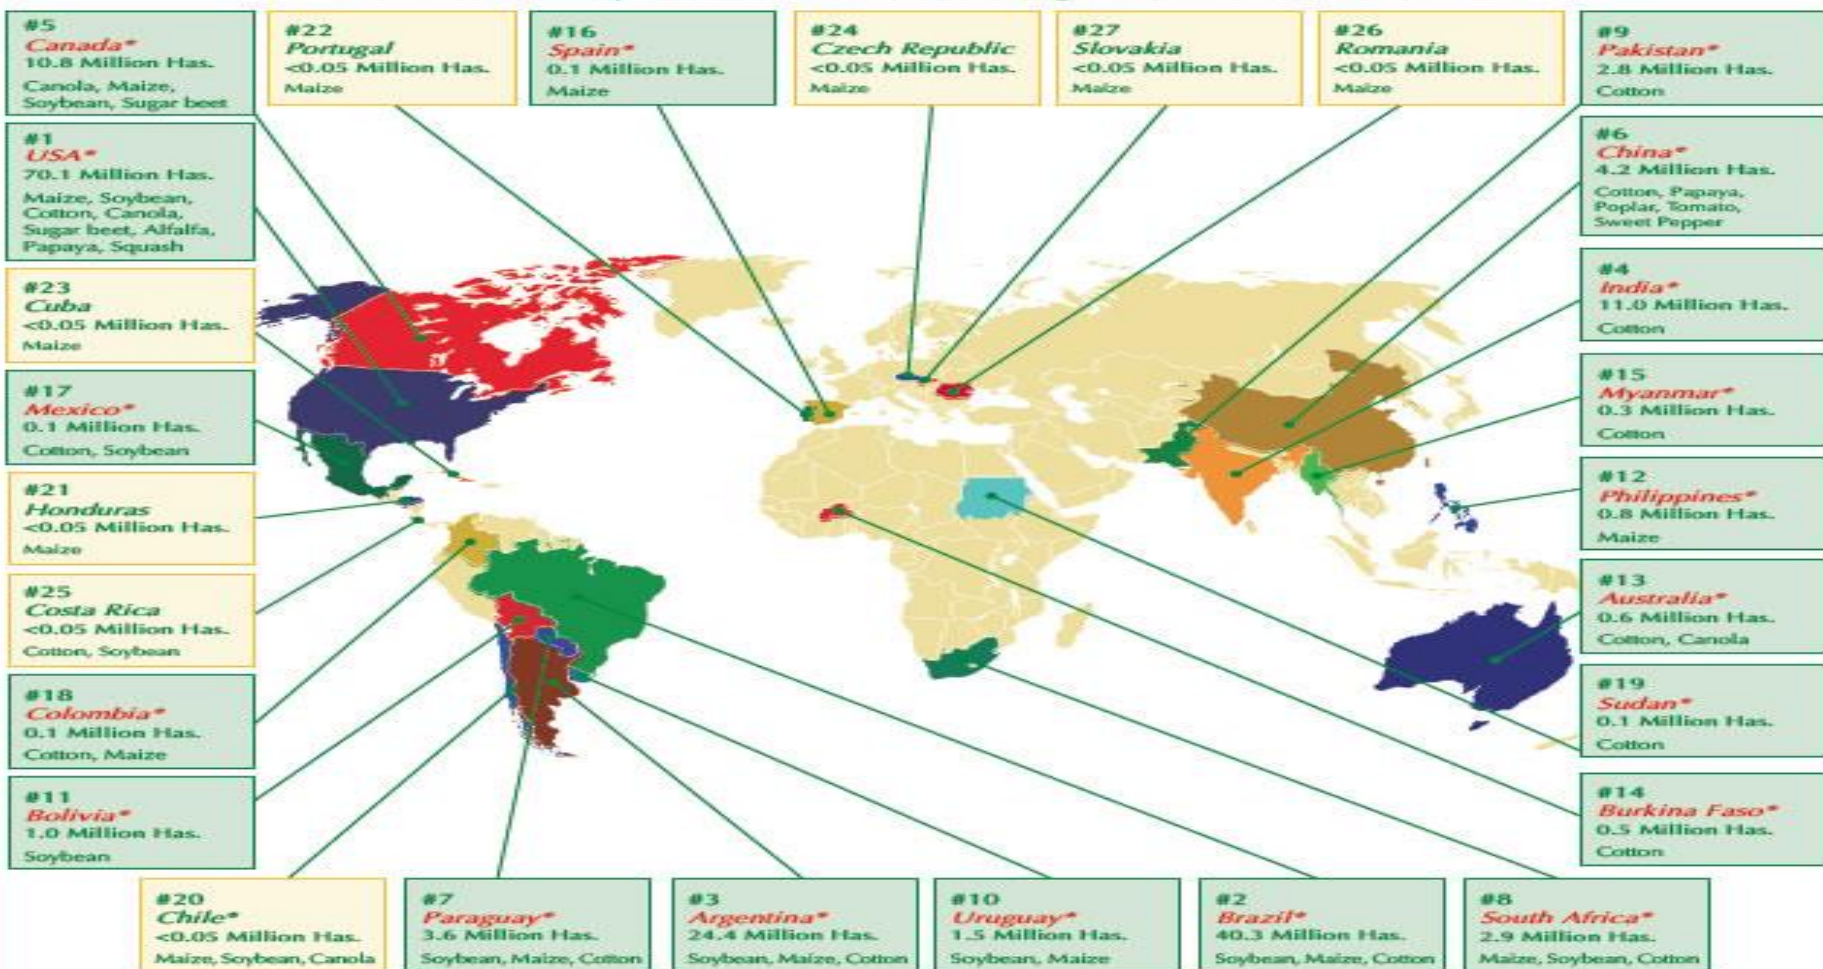 #5
Canada*
10.8 Million Has.
Canola, Maize,
Soybean, Sugar beet
#22
Portugal
<0.05 Million Has.
Maize
#16
Spain*
0.1 Million Has.
Maize
#24
Czech Republic
<0.05 Million Has.
Maize
#27
Slovakia
<0.05 Million Has.
Maize
#26
Romania
<0.05 Million Has.
Maize
#9
Pakistan*
2.8 Million Has.
Cotton
#1
USA*
70.1 Million Has.
Maize, Soybean,
Cotton, Canola,
Sugar beet, Alfalfa,
Papaya, Squash
#6
China*
4.2 Million Has.
Cotton, Papaya,
Poplar, Tomato,
Sweet Pepper
#23
Cuba
<0.05 Million Has.
Maize
#4
India*
11.0 Million Has.
Cotton
#17
Mexico*
0.1 Million Has.
Cotton, Soybean
#15
Myanmar*
0.3 Million Has.
Cotton
#21
Honduras
<0.05 Million Has.
Maize
#12
Philippines*
0.8 Million Has.
Maize
#25
Costa Rica
<0.05 Million Has.
Cotton, Soybean
#13
Australia*
0.6 Million Has.
Cotton, Canola
#18
Colombia*
0.1 Million Has.
Cotton, Maize
#19
Sudan*
0.1 Million Has.
Cotton
#11
Bolivia*
1.0 Million Has.
Soybean
#14
Burkina Faso*
0.5 Million Has.
Cotton
#20
Chile*
<0.05 Million Has.
Maize, Soybean, Canola
#7
Paraguay*
3.6 Million Has.
Soybean, Maize, Cotton
#3
Argentina*
24.4 Million Has.
Soybean, Maize, Cotton
#10
Uruguay*
1.5 Million Has.
Soybean, Maize
#2
Brazil*
40.3 Million Has.
Soybean, Maize, Cotton
#8
South Africa*
2.9 Million Has.
Maize, Soybean, Cotton